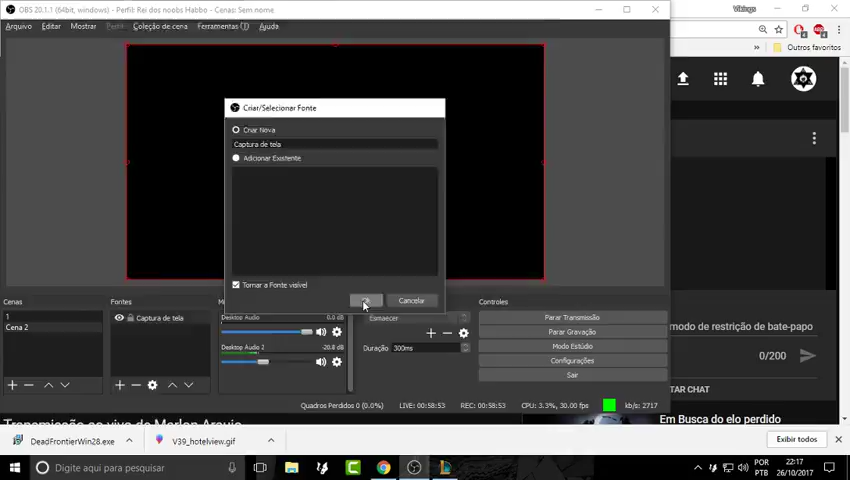 OBS 20.1.1 (64bit, windows) - Perfil: Rei dos noobs Habbo - Cenas: Sem nome
Vikings
Arquivo Editar Mostrar Perfil Coleção de cena Ferramentas (T) Ajuda
Outros favoritos
Criar/Selecionar Fonte
Criar Nova
Captura de tela
Adicionar Existente
Tornar a Fonte visível
Cancelar
Cenas
1
Cena 2
Fontes
Captura de tela
Desktop Audio 0.0 dB
Desktop Audio 2 -20.8 dB
Esmaecer
Duração 300ms
Controles
Parar Transmissão
Parar Gravação
Modo Estúdio
Configurações
Sair
Quadros Perdidos 0 (0.0%) LIVE: 00:58:53 REC: 00:58:53 CPU: 3.3%, 30.00 fps kb/s: 2717
modo de restrição de bate-papo
0/200
TAR CHAT
Transmissão ao vivo de Marlon Araujo
Em Busca do elo perdido
DeadFrontierWin28.exe
V39_hotelview.gif
Exibir todos
Digite aqui para pesquisar
POR
PTB
22:17
26/10/2017